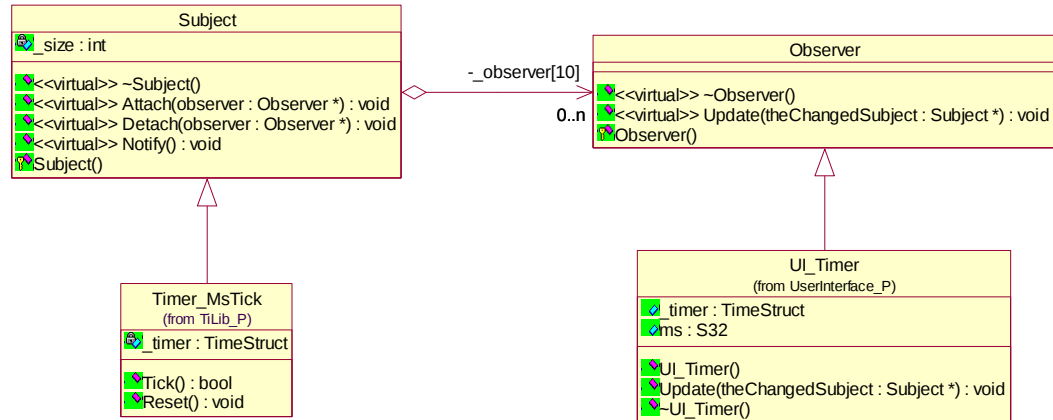 Subject
_size : int
<<virtual>> ~Subject()
<<virtual>> Attach(observer : Observer *) : void
<<virtual>> Detach(observer : Observer *) : void
<<virtual>> Notify() : void
Subject()
-_observer[10]
0..n
Observer
<<virtual>> ~Observer()
<<virtual>> Update(theChangedSubject : Subject *) : void
Observer()
Timer_MsTick
(from TiLib_P)
_timer : TimeStruct
Tick() : bool
Reset() : void
UI_Timer
(from UserInterface_P)
_timer : TimeStruct
ms : S32
UI_Timer()
Update(theChangedSubject : Subject *) : void
~UI_Timer()